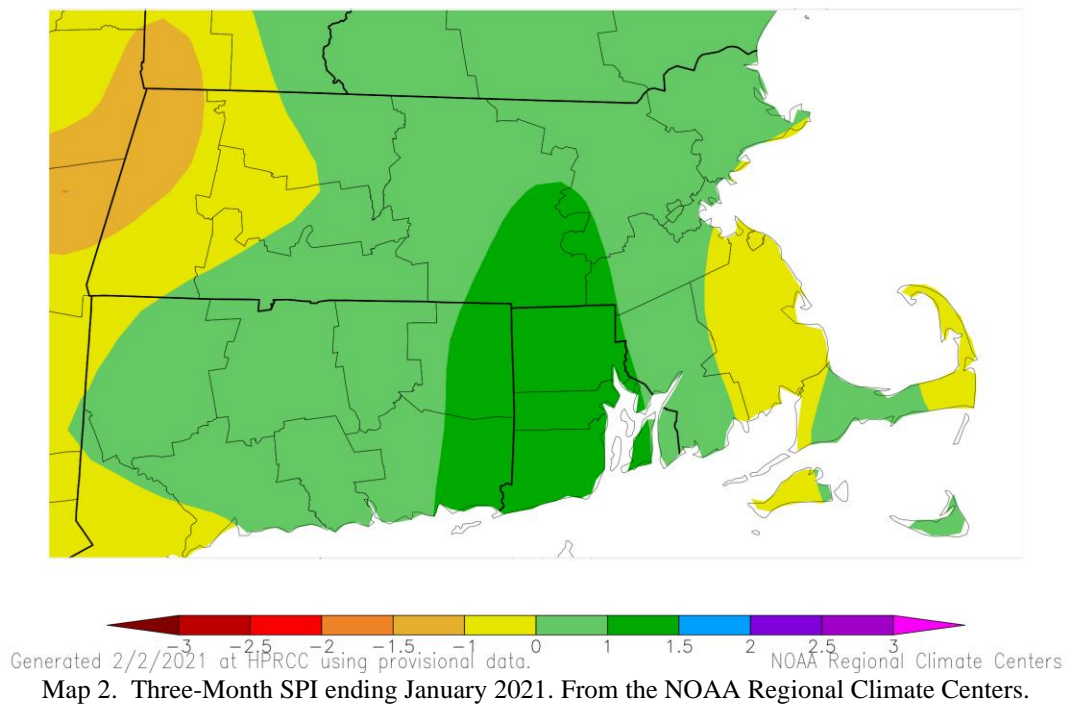 -3 -2.5 -2 -1.5 -1 0 1 1.5 2 2.5 3
Generated 2/2/2021 at HPRCC using provisional data. NOAA Regional Climate Centers
Map 2. Three-Month SPI ending January 2021. From the NOAA Regional Climate Centers.